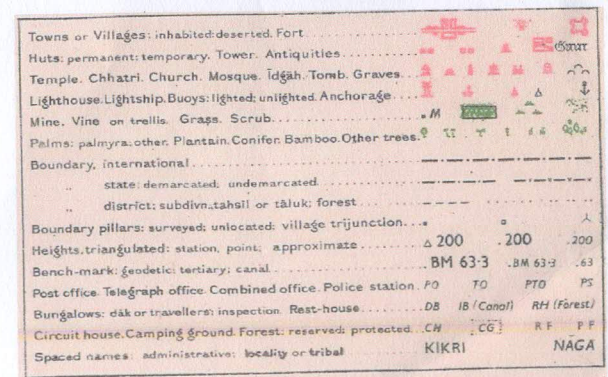 Towns or Villages: inhabited: deserted. Fort
Huts: permanent: temporary. Tower. Antiquities
Temple. Chhatri. Church. Mosque. Īdgāh. Tomb. Graves
Lighthouse. Lightship. Buoys: lighted; unlighted. Anchorage
Mine. Vine on trellis. Grass. Scrub .M
Palms: palmyra; other. Plantain. Conifer. Bamboo. Other trees.
Boundary, international
„ state: demarcated, undemarcated
„ district; subdivn. tahsil or tāluk; forest
Boundary pillars: surveyed; unlocated; village trijunction
Heights, triangulated: station, point; approximate △200 .200 .200
Bench-mark: geodetic; tertiary; canal .BM 63·3 .BM 63·3 .63
Post office. Telegraph office. Combined office. Police station. PO TO PTO PS
Bungalows: dāk or travellers; inspection. Rest-house DB IB (Canal) RH (Forest)
Circuit house. Camping ground. Forest: reserved; protected. CH CG RF PF
Spaced names: administrative; locality or tribal KIKRI NĀGA